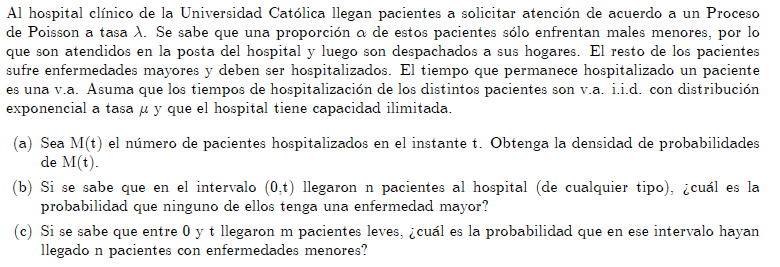 Al hospital clínico de la Universidad Católica llegan pacientes a solicitar atención de acuerdo a un Proceso
de Poisson a tasa λ. Se sabe que una proporción α de estos pacientes sólo enfrentan males menores, por lo
que son atendidos en la posta del hospital y luego son despachados a sus hogares. El resto de los pacientes
sufre enfermedades mayores y deben ser hospitalizados. El tiempo que permanece hospitalizado un paciente
es una v.a. Asuma que los tiempos de hospitalización de los distintos pacientes son v.a. i.i.d. con distribución
exponencial a tasa μ y que el hospital tiene capacidad ilimitada.
(a) Sea M(t) el número de pacientes hospitalizados en el instante t. Obtenga la densidad de probabilidades
de M(t).
(b) Si se sabe que en el intervalo (0,t) llegaron n pacientes al hospital (de cualquier tipo), ¿cuál es la
probabilidad que ninguno de ellos tenga una enfermedad mayor?
(c) Si se sabe que entre 0 y t llegaron m pacientes leves, ¿cuál es la probabilidad que en ese intervalo hayan
llegado n pacientes con enfermedades menores?